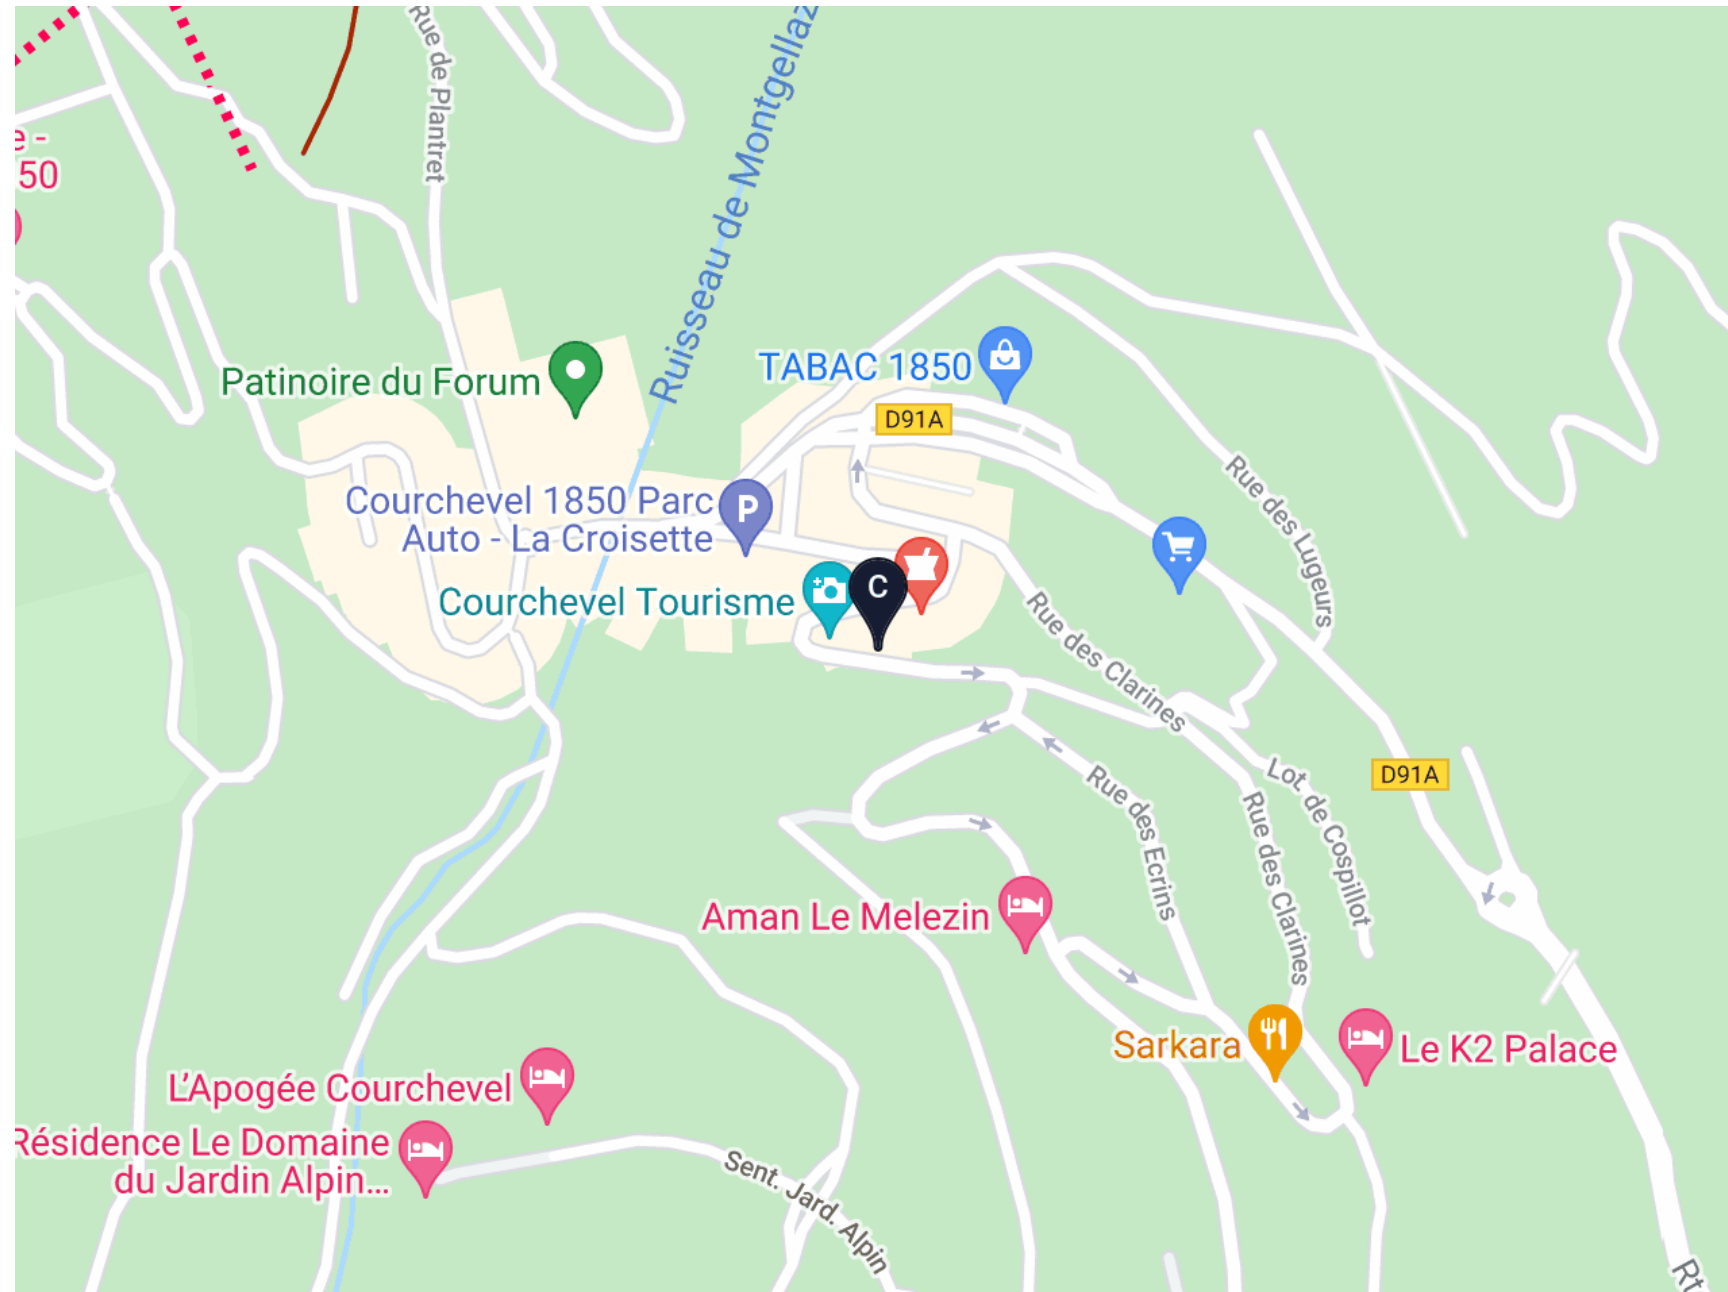 Rue de Plantret
Ruisseau de Montgellaz
e -
50
Patinoire du Forum
TABAC 1850
D91A
Rue des Lugeurs
Courchevel 1850 Parc
Auto - La Croisette
P
C
Courchevel Tourisme
Rue des Clarines
D91A
Lot. de Cospillot
Rue des Ecrins
Rue des Clarines
Aman Le Melezin
Sarkara
Le K2 Palace
L'Apogée Courchevel
Résidence Le Domaine
du Jardin Alpin...
Sent. Jard. Alpin
Rt